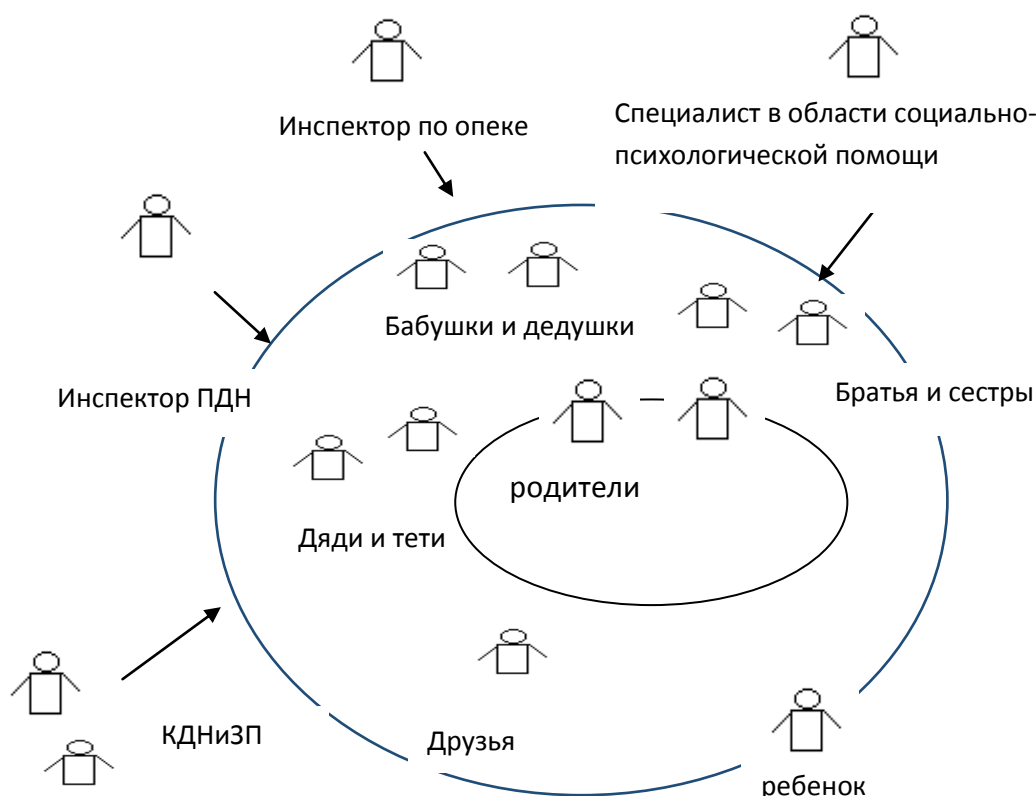 Инспектор по опеке
Специалист в области социально-
психологической помощи
Бабушки и дедушки
Инспектор ПДН
Братья и сестры
родители
Дяди и тети
КДНиЗП
Друзья
ребенок